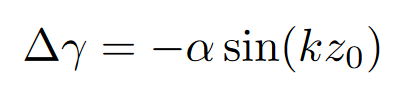 Δγ = −α sin(kz₀)